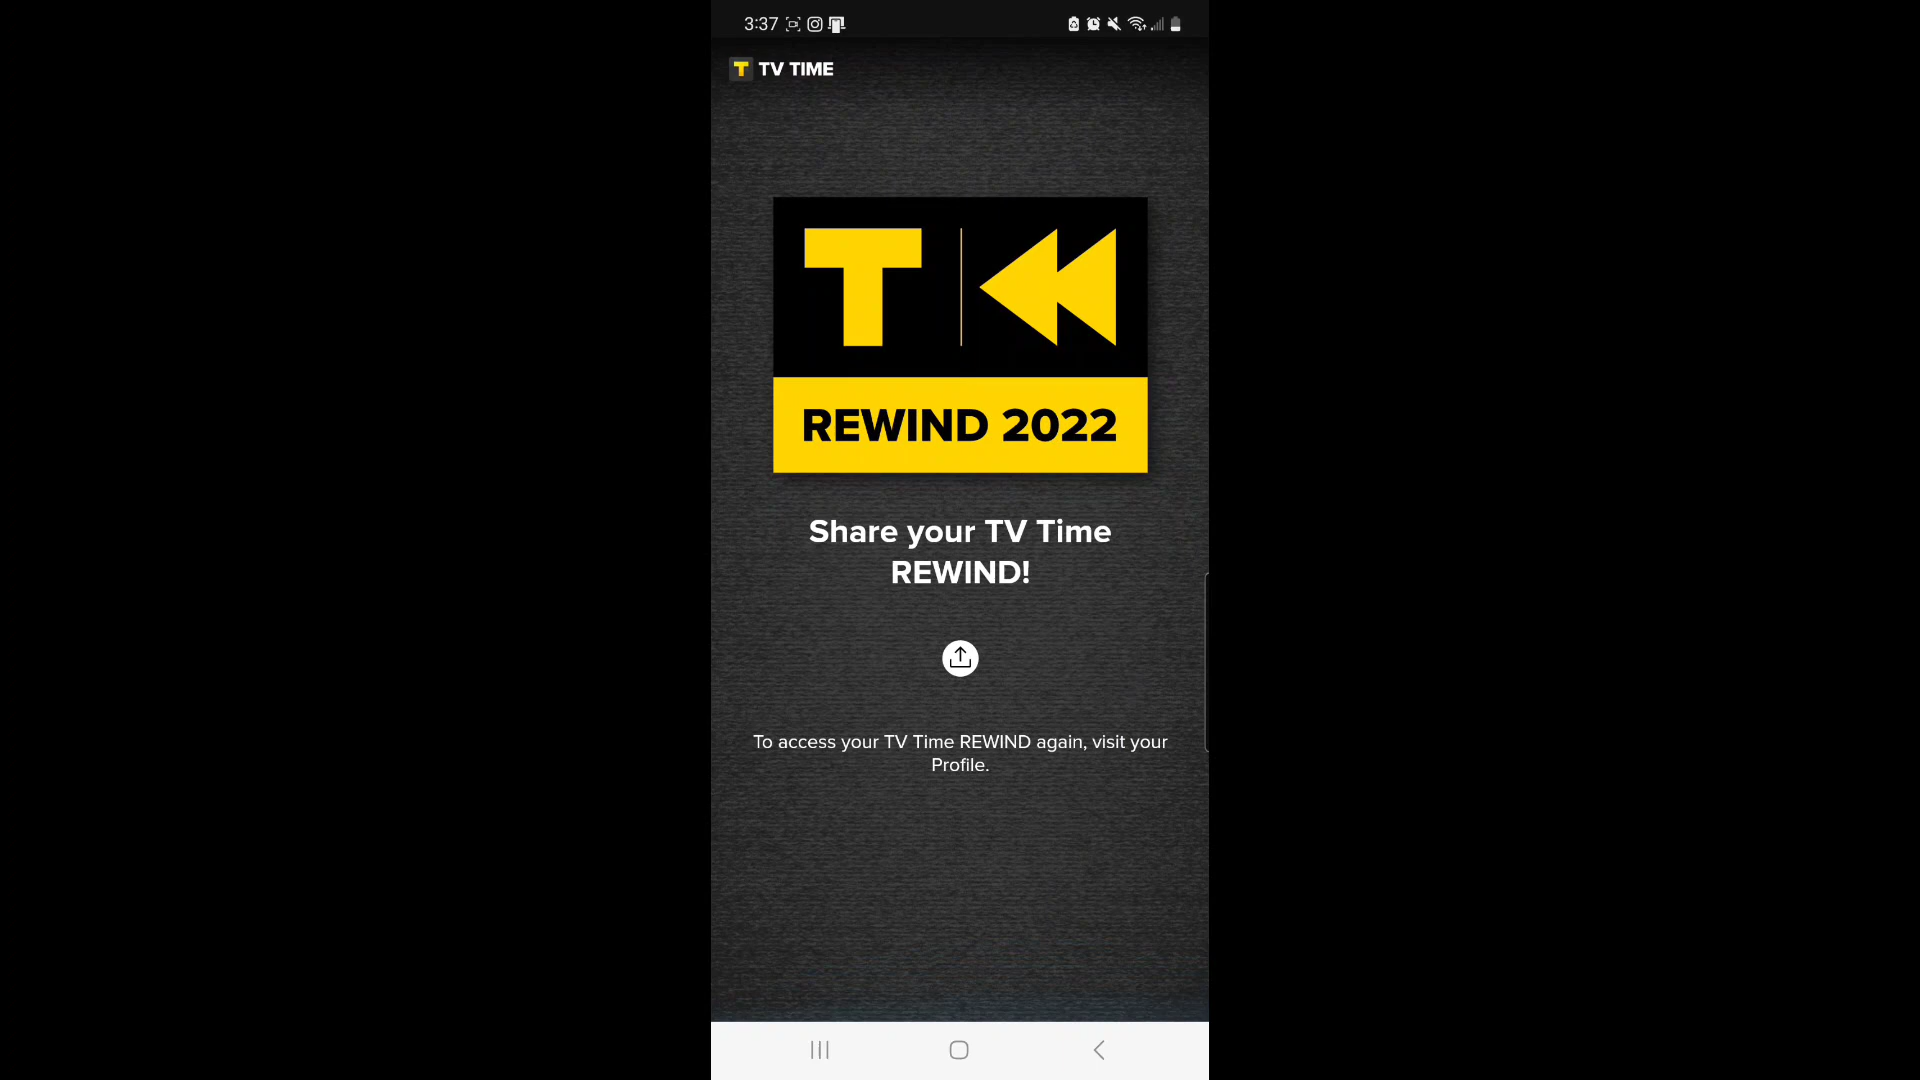 3:37
T TV TIME
T
REWIND 2022
Share your TV Time
REWIND!
To access your TV Time REWIND again, visit your
Profile.